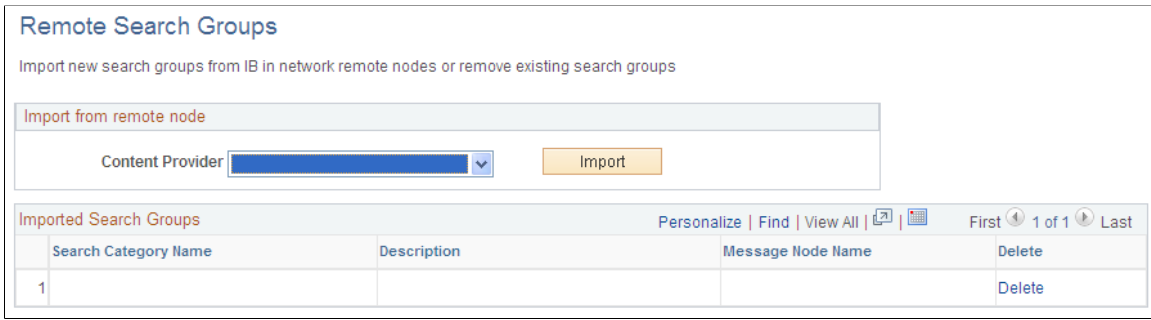 Remote Search Groups
Import new search groups from IB in network remote nodes or remove existing search groups
Import from remote node
Content Provider Import
Imported Search Groups Personalize | Find | View All | | First 1 of 1 Last
Search Category Name Description Message Node Name Delete
1 Delete